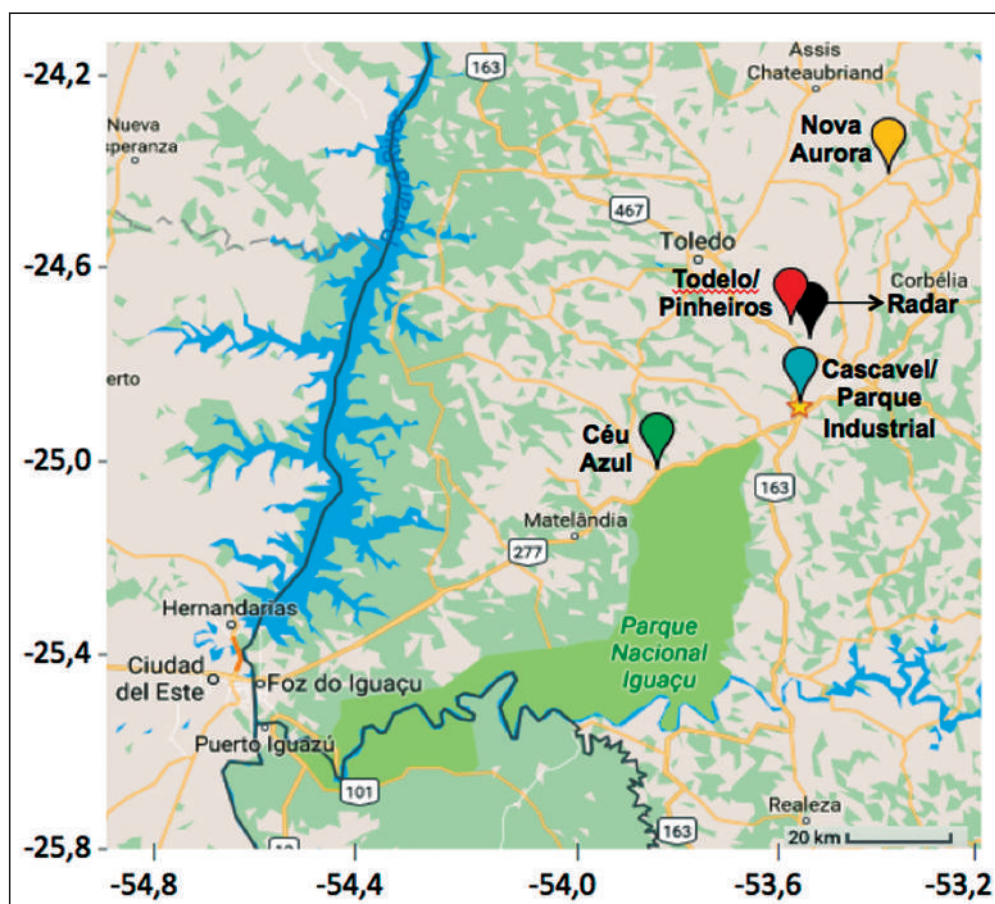 -24,2
-24,6
-25,0
-25,4
-25,8
-54,8
-54,4
-54,0
-53,6
-53,2
163
Assis
Chateaubriand
Nueva
speranza
Nova
Aurora
467
Toledo
Todelo/
Pinheiros
Corbélia
Radar
erto
Cascavel/
Parque
Industrial
Céu
Azul
163
Matelândia
277
Hernandarias
Parque
Nacional
Iguaçu
Ciudad
del Este
Foz do Iguaçu
Puerto Iguazú
101
163
Realeza
20 km